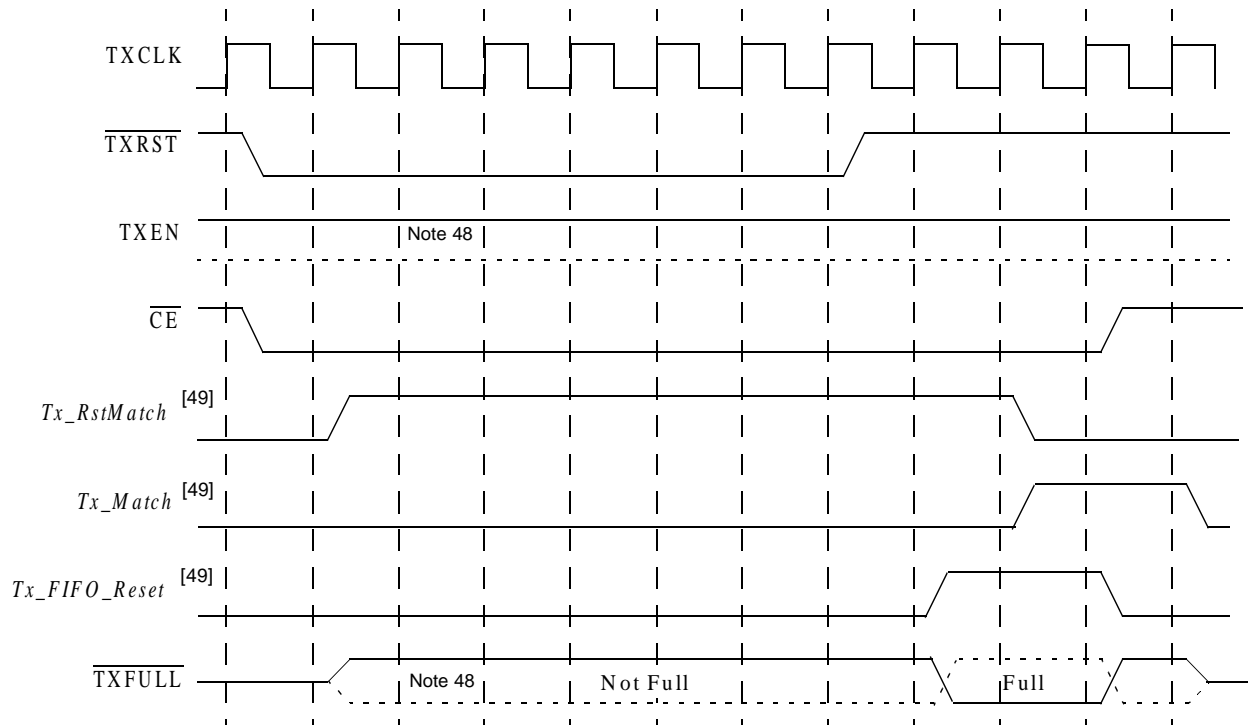 TXCLK
TXRST
TXEN
Note 48
CE
Tx_RstMatch [49]
Tx_Match [49]
Tx_FIFO_Reset [49]
TXFULL
Note 48 Not Full Full